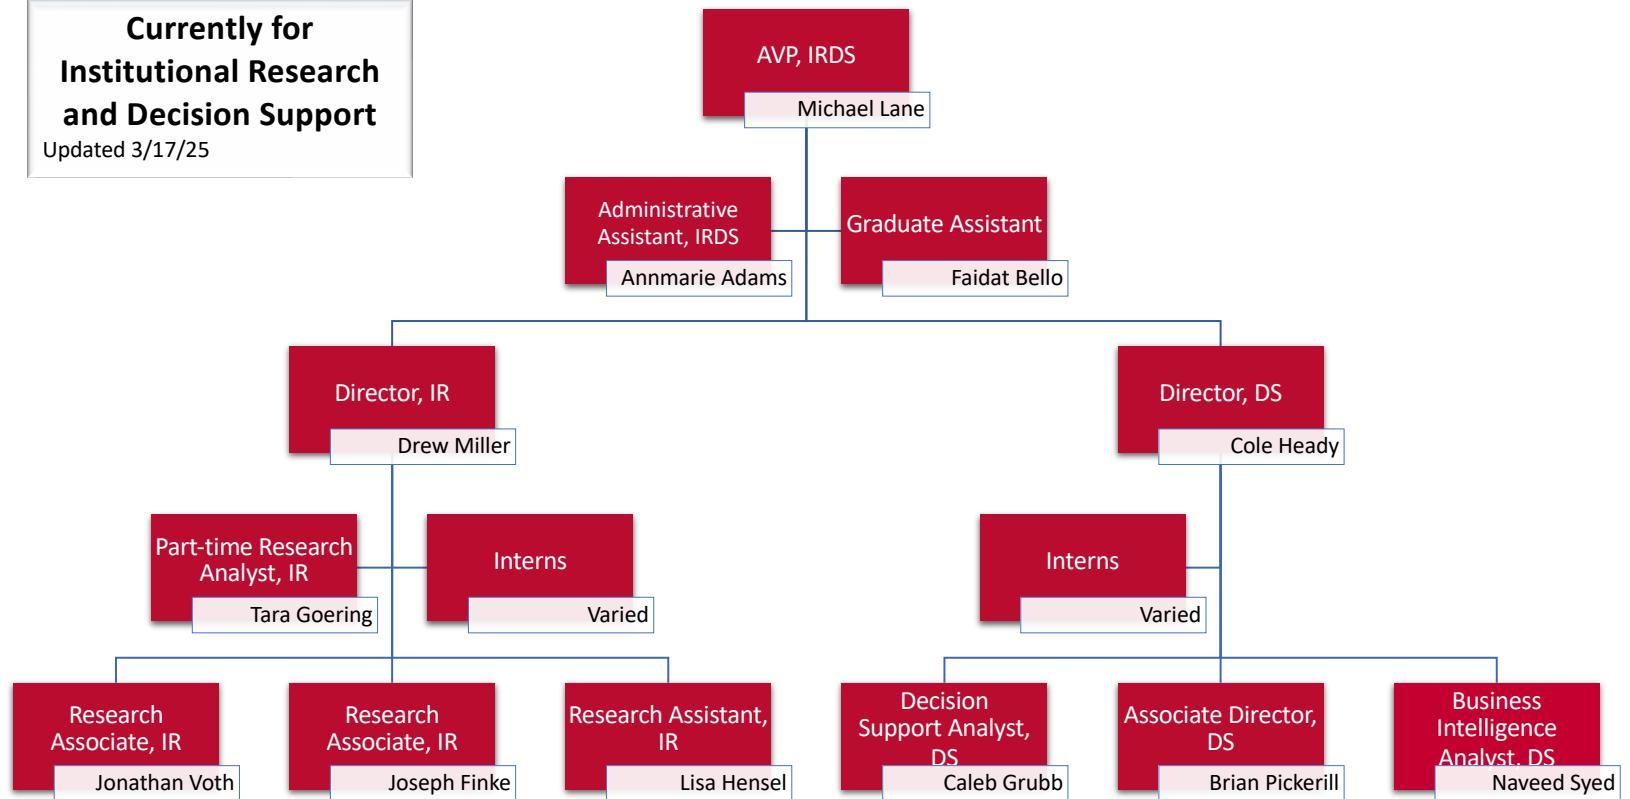 Currently for
Institutional Research
and Decision Support
Updated 3/17/25
AVP, IRDS
Michael Lane
Administrative
Assistant, IRDS
Annmarie Adams
Graduate Assistant
Faidat Bello
Director, IR
Drew Miller
Director, DS
Cole Heady
Part-time Research
Analyst, IR
Tara Goering
Interns
Varied
Interns
Varied
Research
Associate, IR
Jonathan Voth
Research
Associate, IR
Joseph Finke
Research Assistant,
IR
Lisa Hensel
Decision
Support Analyst,
DS
Caleb Grubb
Associate Director,
DS
Brian Pickerill
Business
Intelligence
Analyst, DS
Naveed Syed